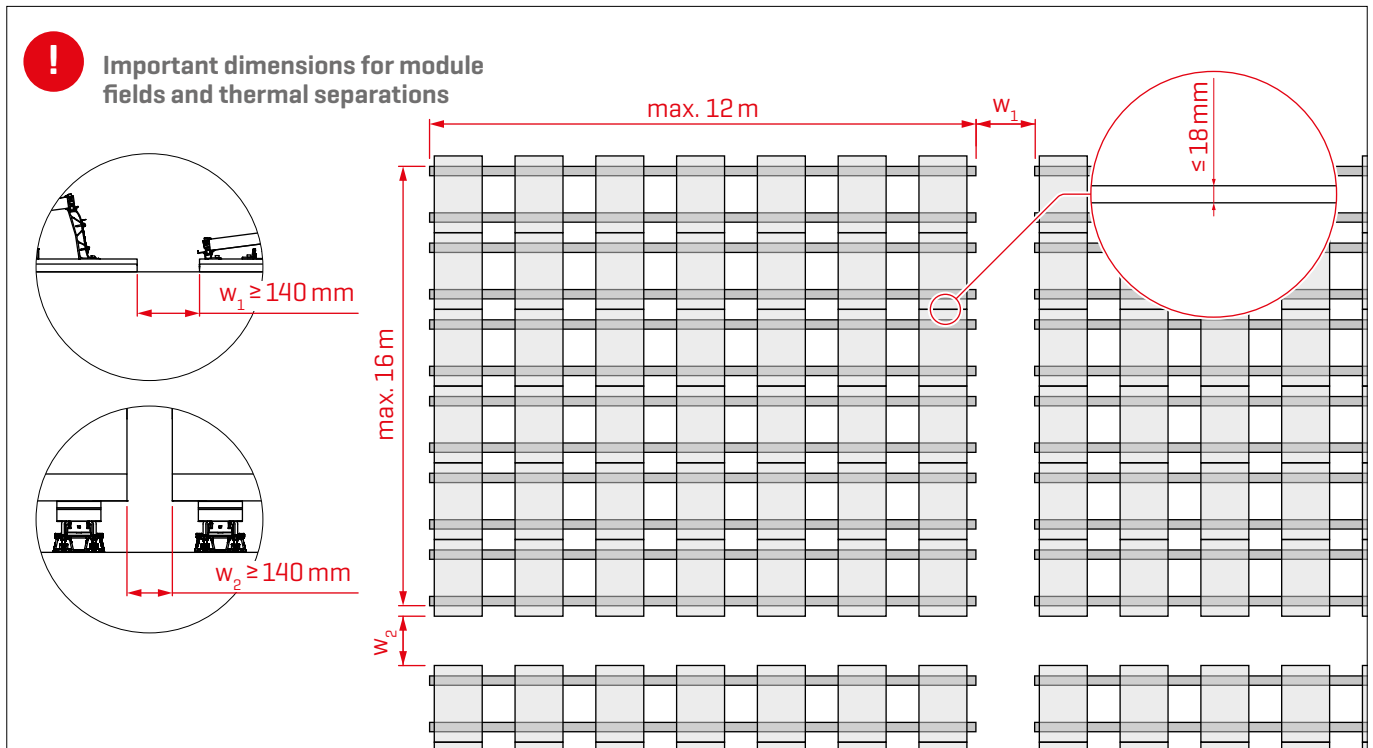 !
Important dimensions for module
fields and thermal separations
max. 12 m
w₁
≤ 18 mm
w₁ ≥ 140 mm
max. 16 m
w₂ ≥ 140 mm
w₂